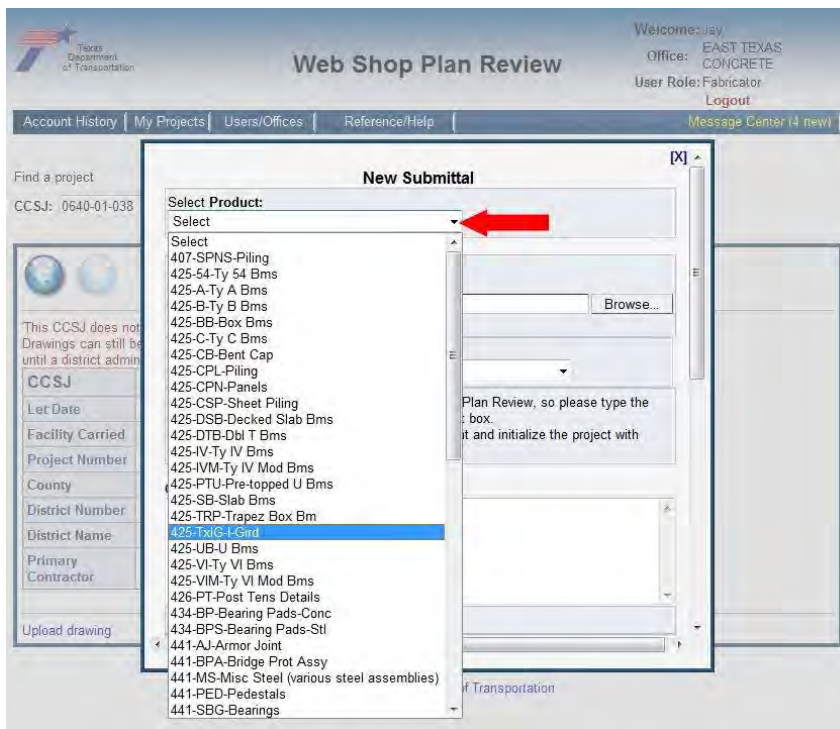 Texas
Department
of Transportation
Web Shop Plan Review
Welcome: Jay
Office: EAST TEXAS
CONCRETE
User Role: Fabricator
Logout
Account History | My Projects | Users/Offices | Reference/Help |
Message Center (4 new)
Find a project
CCSJ: 0640-01-038
This CCSJ does not
Drawings can still be
until a district admin
CCSJ
Let Date
Facility Carried
Project Number
County
District Number
District Name
Primary
Contractor
Upload drawing
[X]
New Submittal
Select Product:
Select
Select
407-SPNS-Piling
425-54-Ty 54 Bms
425-A-Ty A Bms
425-B-Ty B Bms
425-BB-Box Bms
425-C-Ty C Bms
425-CB-Bent Cap
425-CPL-Piling
425-CPN-Panels
425-CSP-Sheet Piling
425-DSB-Decked Slab Bms
425-DTB-Dbl T Bms
425-IV-Ty IV Bms
425-IVM-Ty IV Mod Bms
425-PTU-Pre-topped U Bms
425-SB-Slab Bms
425-TRP-Trapez Box Bm
425-TxIG-I-Gird
425-UB-U Bms
425-VI-Ty VI Bms
425-VIM-Ty VI Mod Bms
426-PT-Post Tens Details
434-BP-Bearing Pads-Conc
434-BPS-Bearing Pads-Stl
441-AJ-Armor Joint
441-BPA-Bridge Prot Assy
441-MS-Misc Steel (various steel assemblies)
441-PED-Pedestals
441-SBG-Bearings
Browse...
Plan Review, so please type the
box.
and initialize the project with
of Transportation